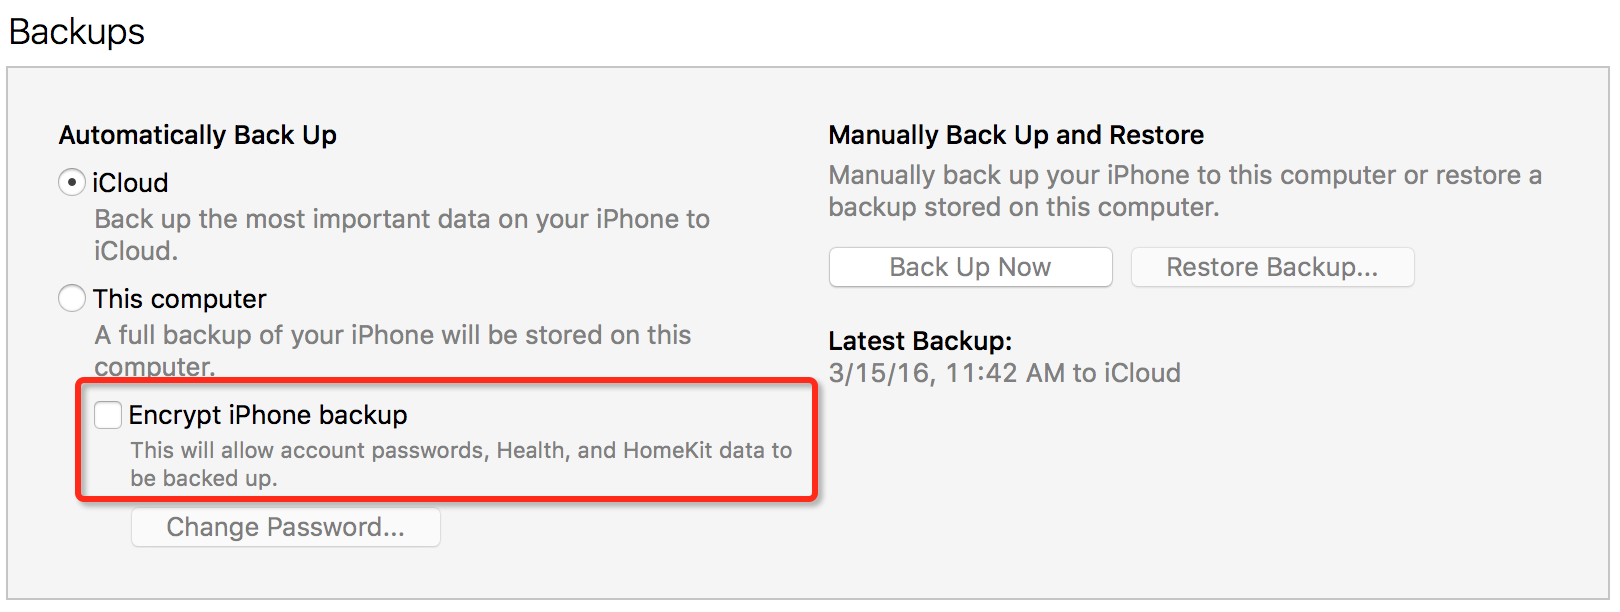 Backups
Automatically Back Up
iCloud
Back up the most important data on your iPhone to
iCloud.
This computer
A full backup of your iPhone will be stored on this
computer.
Encrypt iPhone backup
This will allow account passwords, Health, and HomeKit data to
be backed up.
Change Password...
Manually Back Up and Restore
Manually back up your iPhone to this computer or restore a
backup stored on this computer.
Back Up Now
Restore Backup...
Latest Backup:
3/15/16, 11:42 AM to iCloud